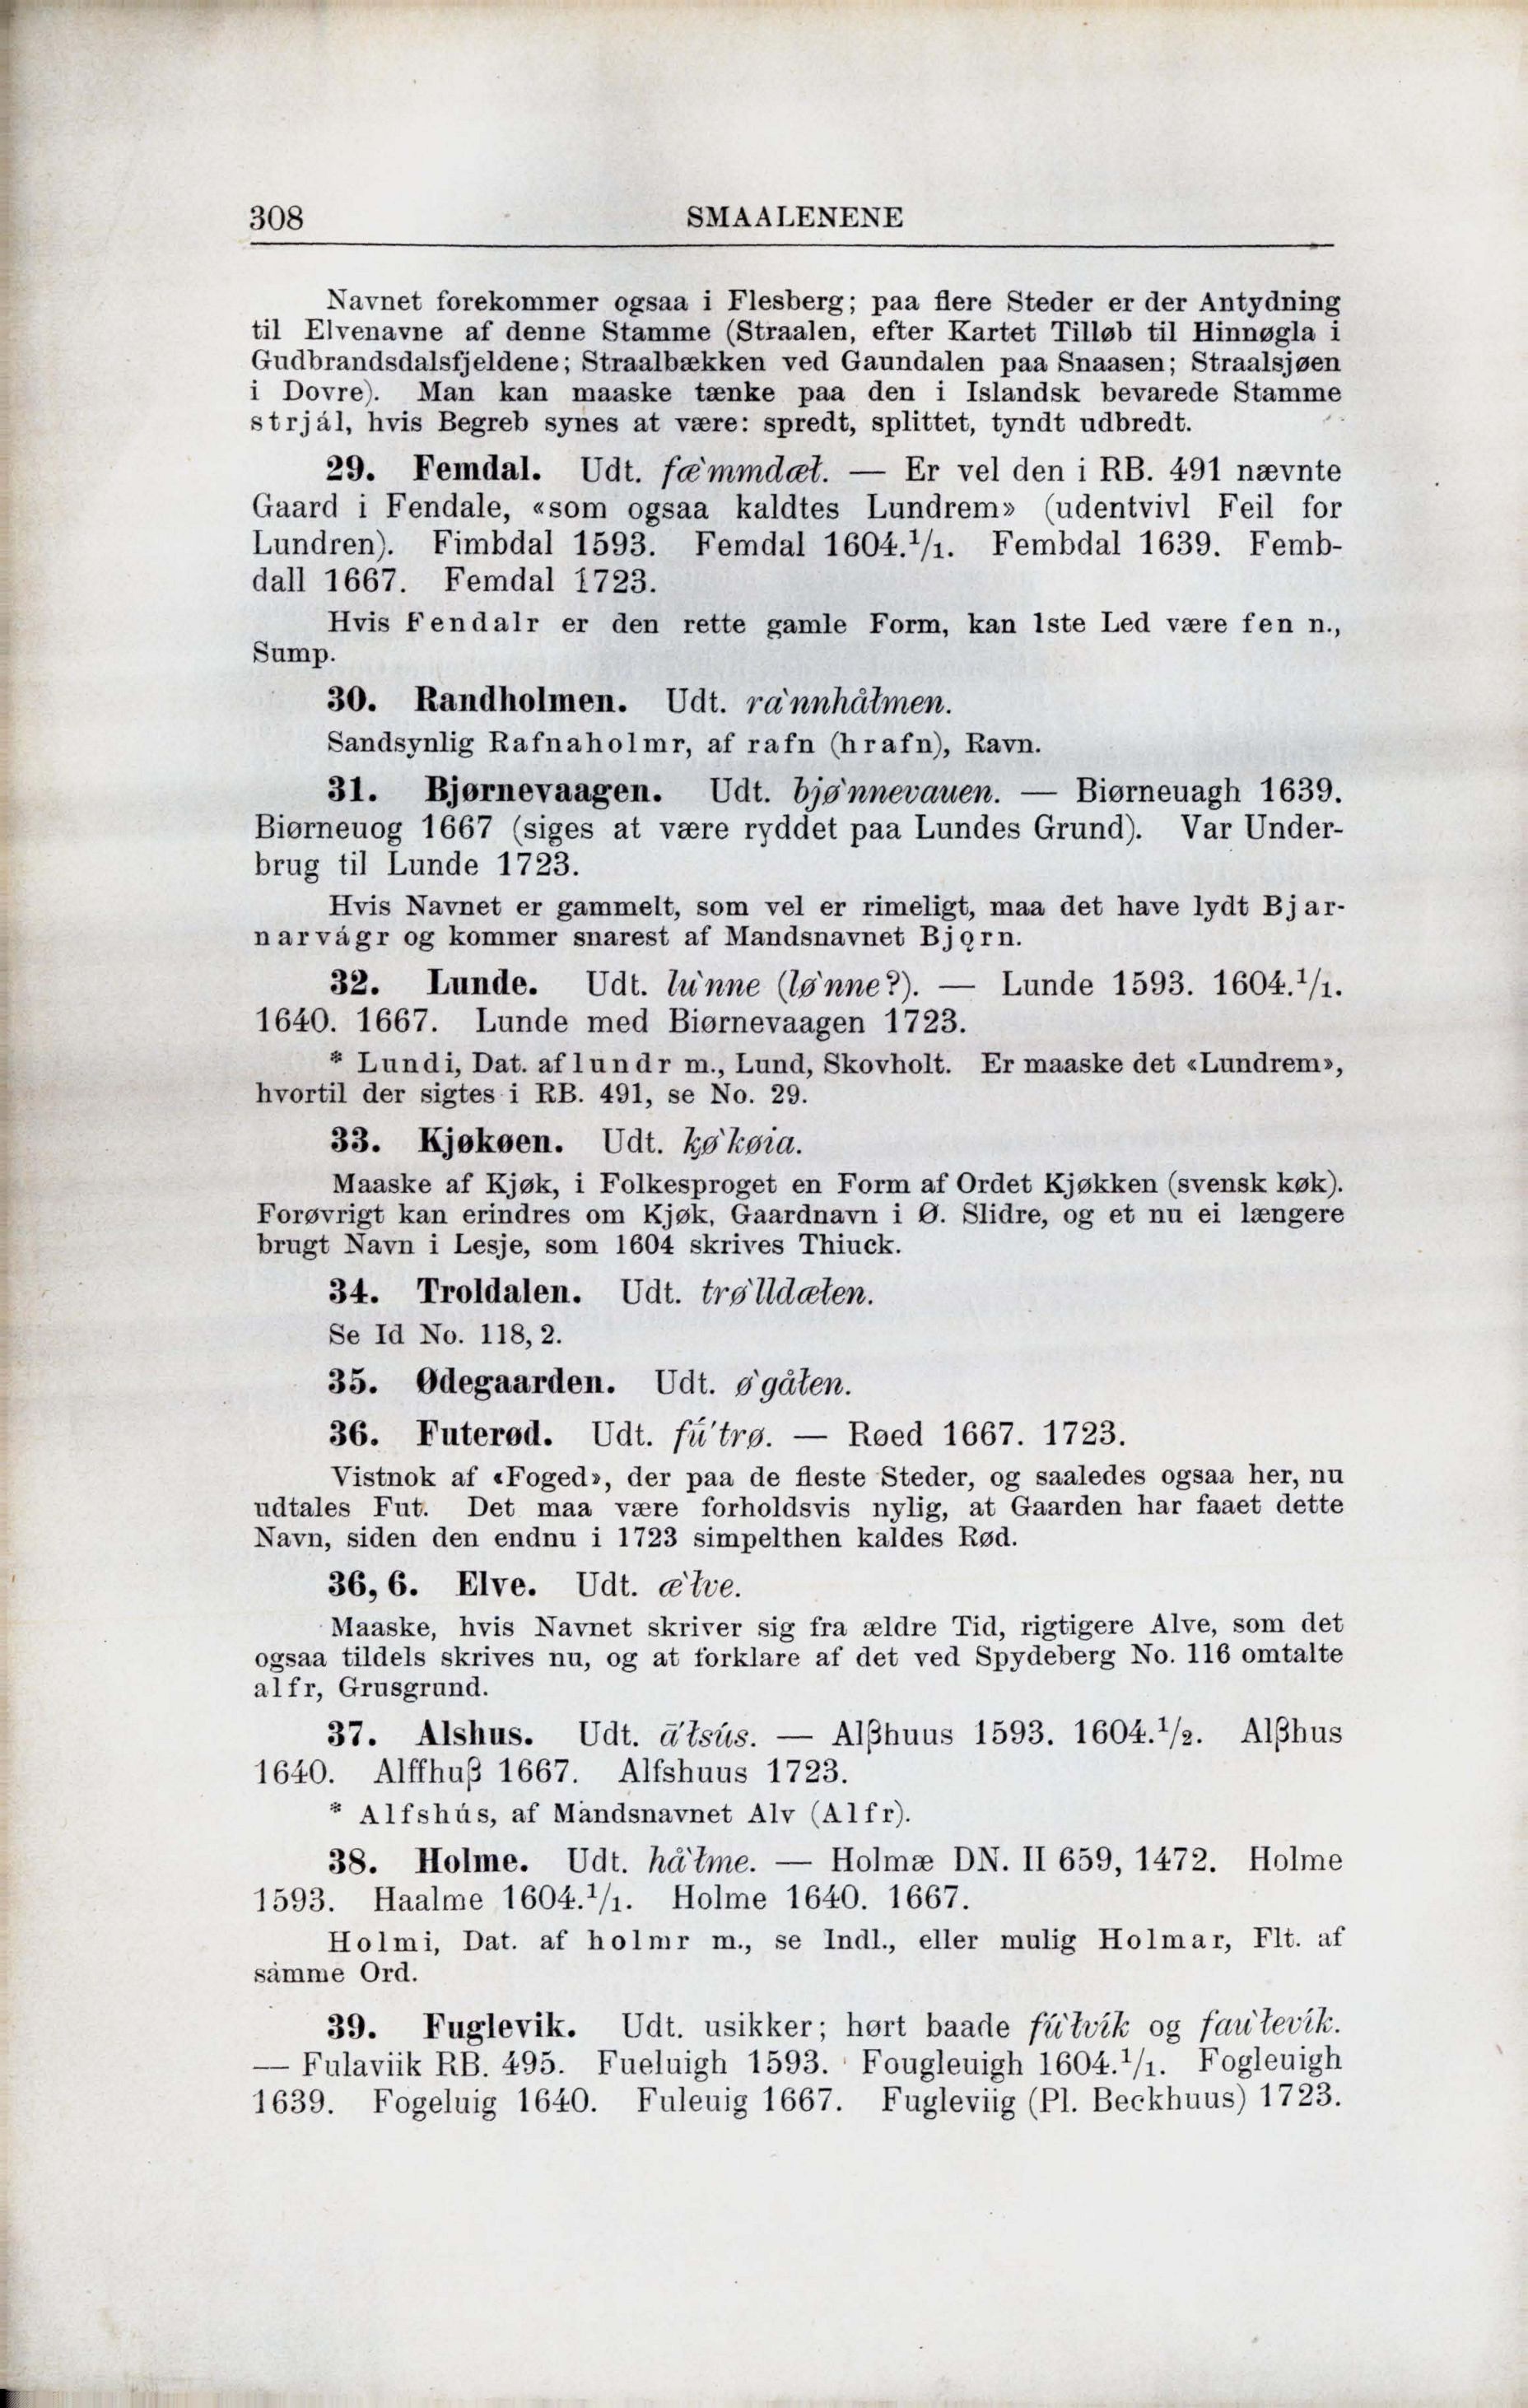 308
SMAALENENE
Navnet forekommer ogsaa i Flesberg; paa flere Steder er der Antydning
til Elvenavne af denne Stamme (Straalen, efter Kartet Tilløb til Hinnøgla i
Gudbrandsdalsfjeldene; Straalbækken ved Gaundalen paa Snaasen; Straalsjøen
i Dovre). Man kan maaske tænke paa den i Islandsk bevarede Stamme
strjál, hvis Begreb synes at være: spredt, splittet, tyndt udbredt.
29. Femdal. Udt. fæ`mmdæł. — Er vel den i RB. 491 nævnte
Gaard i Fendale, «som ogsaa kaldtes Lundrem» (udentvivl Feil for
Lundren). Fimbdal 1593. Femdal 1604.¹/₁. Fembdal 1639. Femb-
dall 1667. Femdal 1723.
Hvis Fendalr er den rette gamle Form, kan 1ste Led være fen n.,
Sump.
30. Randholmen. Udt. ra`nnhåłmen.
Sandsynlig Rafnaholmr, af rafn (hrafn), Ravn.
31. Bjørnevaagen. Udt. bjø`nnevauen. — Biørneuagh 1639.
Biørneuog 1667 (siges at være ryddet paa Lundes Grund). Var Under-
brug til Lunde 1723.
Hvis Navnet er gammelt, som vel er rimeligt, maa det have lydt Bjar-
narvágr og kommer snarest af Mandsnavnet Bjǫrn.
32. Lunde. Udt. lu`nne (lø`nne?). — Lunde 1593. 1604.¹/₁.
1640. 1667. Lunde med Biørnevaagen 1723.
* Lundi, Dat. af lundr m., Lund, Skovholt. Er maaske det «Lundrem»,
hvortil der sigtes i RB. 491, se No. 29.
33. Kjøkøen. Udt. ķø`køia.
Maaske af Kjøk, i Folkesproget en Form af Ordet Kjøkken (svensk køk).
Forøvrigt kan erindres om Kjøk, Gaardnavn i Ø. Slidre, og et nu ei længere
brugt Navn i Lesje, som 1604 skrives Thiuck.
34. Troldalen. Udt. trø`lldæłen.
Se Id No. 118, 2.
35. Ødegaarden. Udt. ø`gåłen.
36. Futerød. Udt. fū´trø. — Røed 1667. 1723.
Vistnok af «Foged», der paa de fleste Steder, og saaledes ogsaa her, nu
udtales Fut. Det maa være forholdsvis nylig, at Gaarden har faaet dette
Navn, siden den endnu i 1723 simpelthen kaldes Rød.
36, 6. Elve. Udt. æ`łve.
Maaske, hvis Navnet skriver sig fra ældre Tid, rigtigere Alve, som det
ogsaa tildels skrives nu, og at forklare af det ved Spydeberg No. 116 omtalte
alfr, Grusgrund.
37. Alshus. Udt. ā´łsús. — Alßhuus 1593. 1604.¹/₂. Alßhus
1640. Alffhuß 1667. Alfshuus 1723.
* Alfshús, af Mandsnavnet Alv (Alfr).
38. Holme. Udt. hå`łme. — Holmæ DN. II 659, 1472. Holme
1593. Haalme 1604.¹/₁. Holme 1640. 1667.
Holmi, Dat. af holmr m., se Indl., eller mulig Holmar, Flt. af
samme Ord.
39. Fuglevik. Udt. usikker; hørt baade fū`łvík og fau`łevík.
— Fulaviik RB. 495. Fueluigh 1593. Fougleuigh 1604.¹/₁. Fogleuigh
1639. Fogeluig 1640. Fuleuig 1667. Fugleviig (Pl. Beckhuus) 1723.